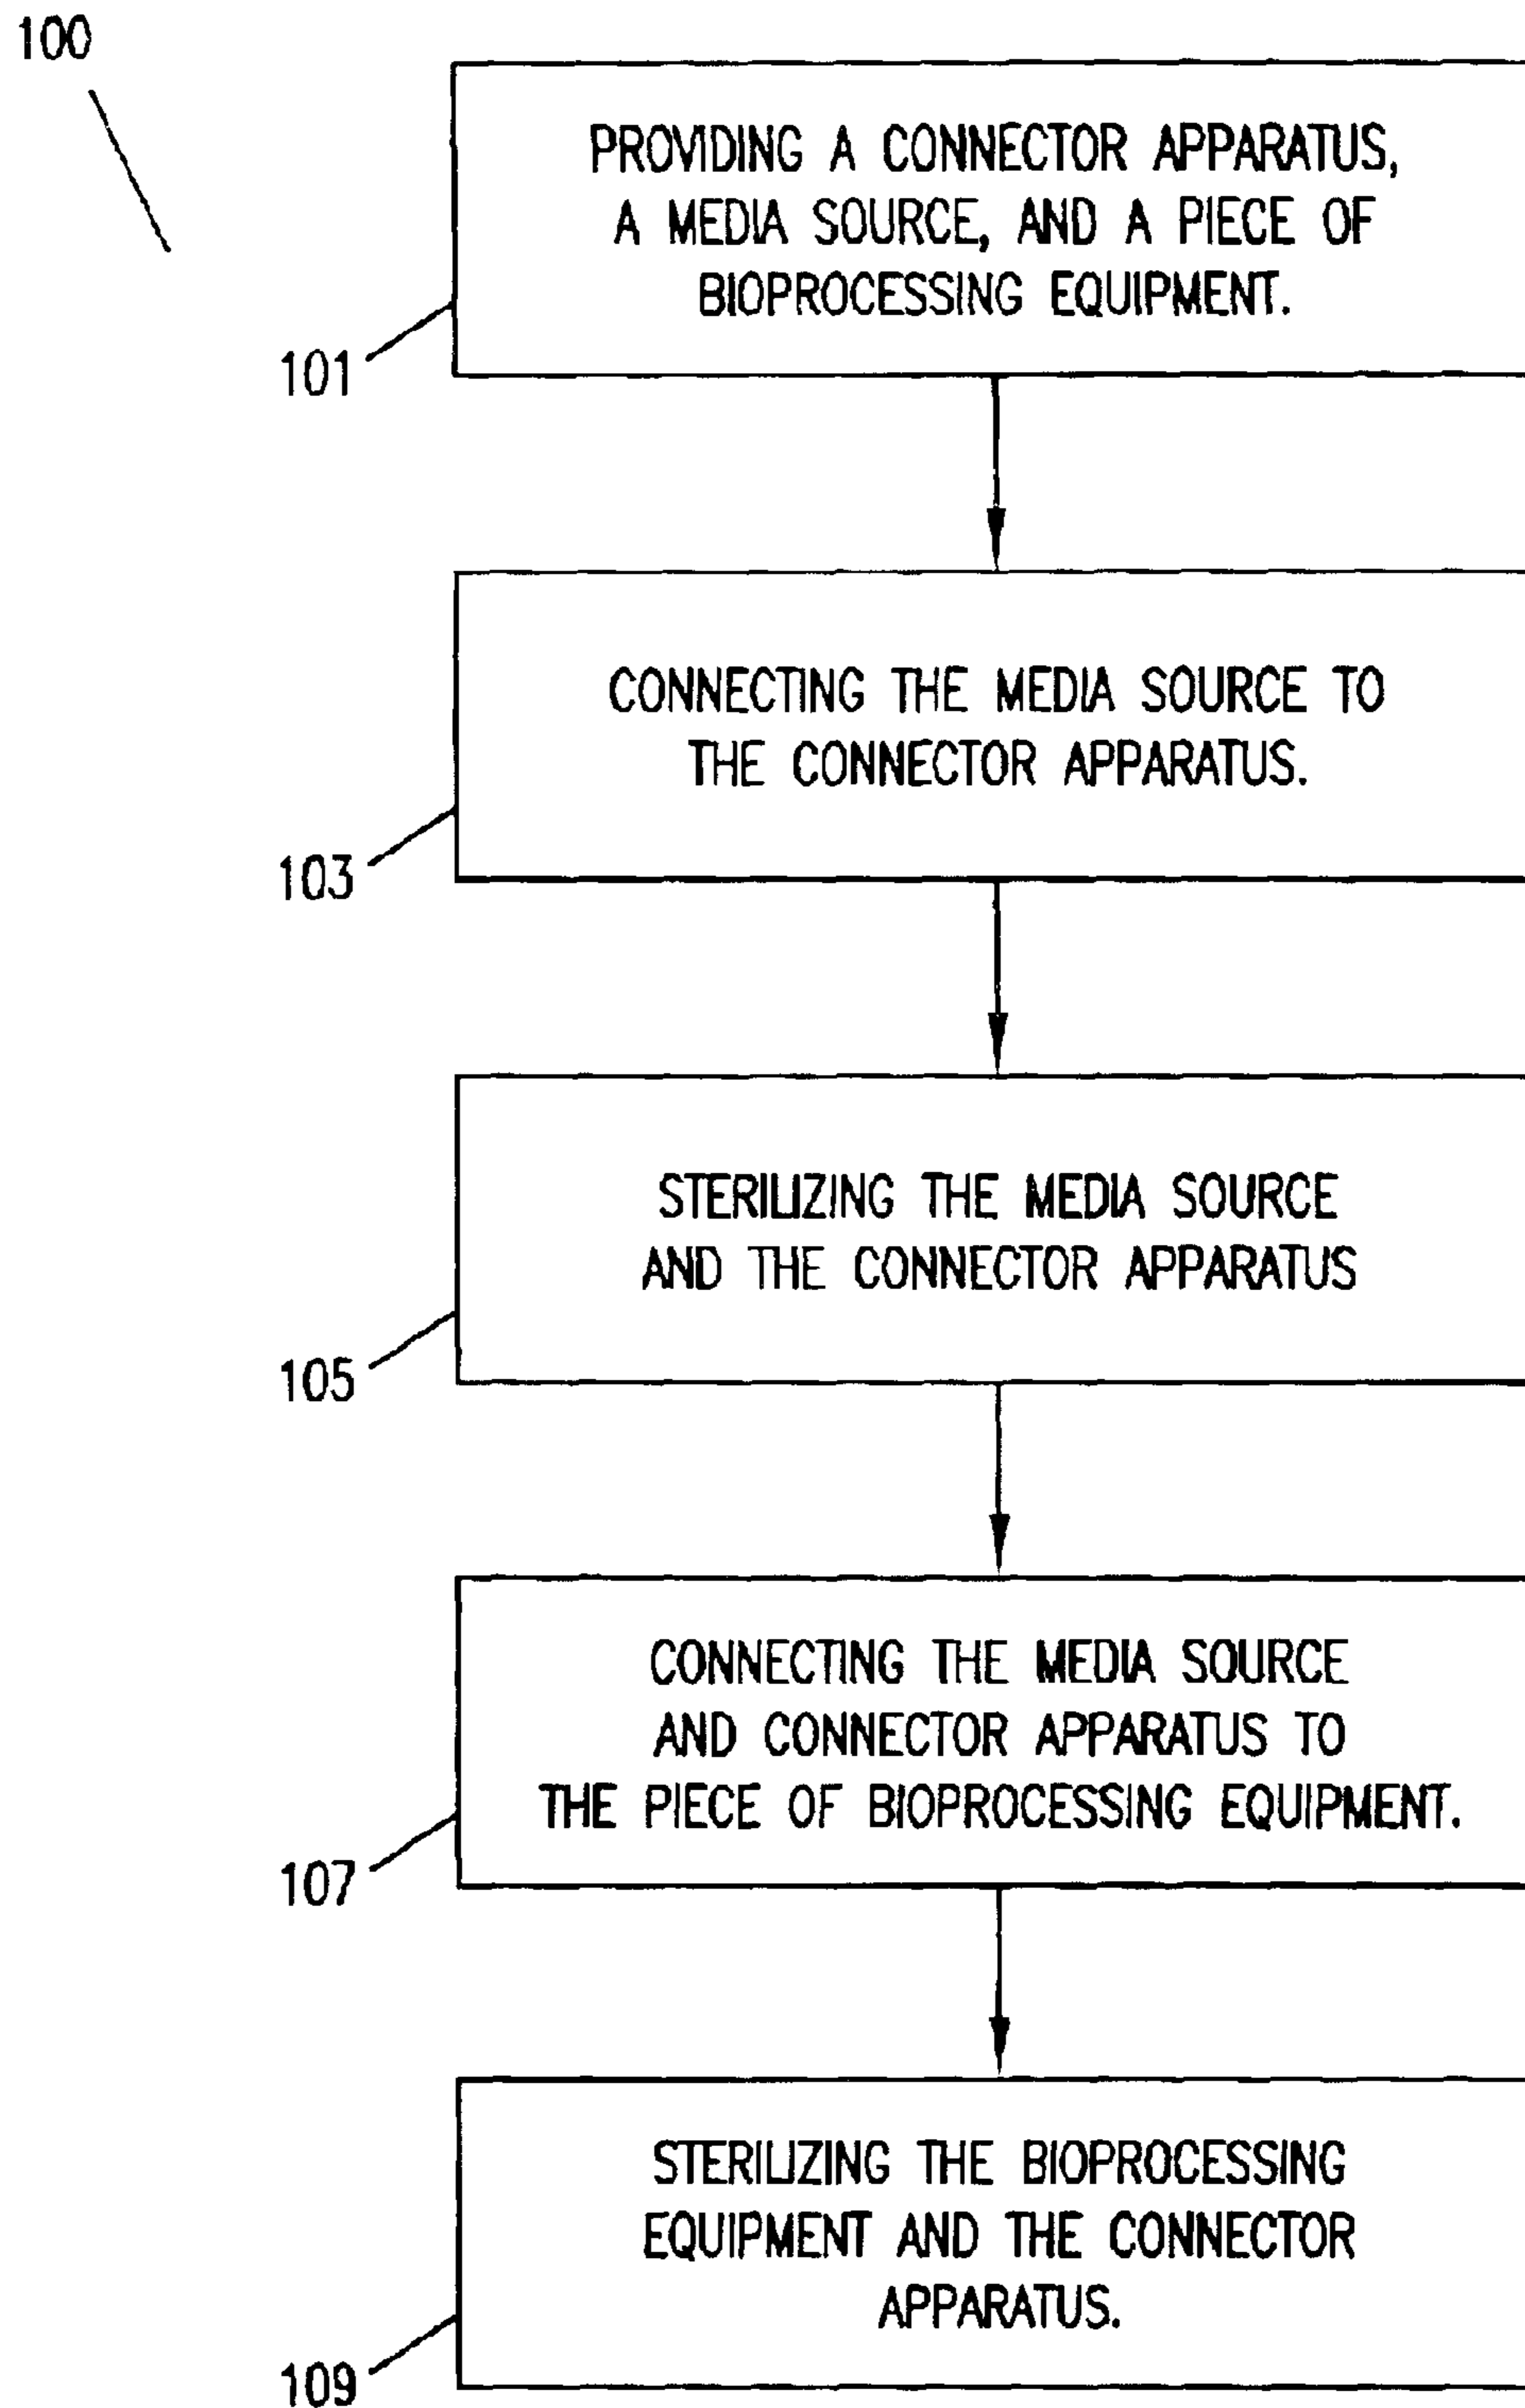 100
PROVIDING A CONNECTOR APPARATUS,
A MEDIA SOURCE, AND A PIECE OF
BIOPROCESSING EQUIPMENT.
101
CONNECTING THE MEDIA SOURCE TO
THE CONNECTOR APPARATUS.
103
STERILIZING THE MEDIA SOURCE
AND THE CONNECTOR APPARATUS
105
CONNECTING THE MEDIA SOURCE
AND CONNECTOR APPARATUS TO
THE PIECE OF BIOPROCESSING EQUIPMENT.
107
STERILIZING THE BIOPROCESSING
EQUIPMENT AND THE CONNECTOR
APPARATUS.
109